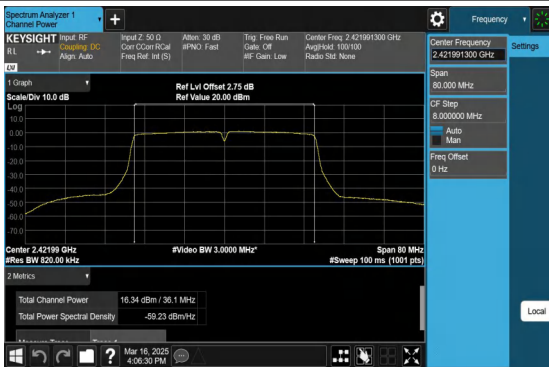 Spectrum Analyzer 1
Channel Power
+
Frequency
KEYSIGHT
RL
LXI
Input: RF
Coupling: DC
Align: Auto
Input Z: 50 Ω
Corr CCorr RCal
Freq Ref: Int (S)
Atten: 30 dB
#PNO: Fast
Trig: Free Run
Gate: Off
#IF Gain: Low
Center Freq: 2.421991300 GHz
Avg|Hold: 100/100
Radio Std: None
Center Frequency
2.421991300 GHz
Settings
Span
80.000 MHz
CF Step
8.000000 MHz
Auto
Man
Freq Offset
0 Hz
1 Graph
Scale/Div 10.0 dB
Ref Lvl Offset 2.75 dB
Ref Value 20.00 dBm
Log
10.0
0.00
-10.0
-20.0
-30.0
-40.0
-50.0
-60.0
-70.0
Center 2.42199 GHz
#Res BW 820.00 kHz
#Video BW 3.0000 MHz*
Span 80 MHz
#Sweep 100 ms (1001 pts)
2 Metrics
Total Channel Power 16.34 dBm / 36.1 MHz
Total Power Spectral Density -59.23 dBm/Hz
Local
?
Mar 16, 2025
4:06:30 PM